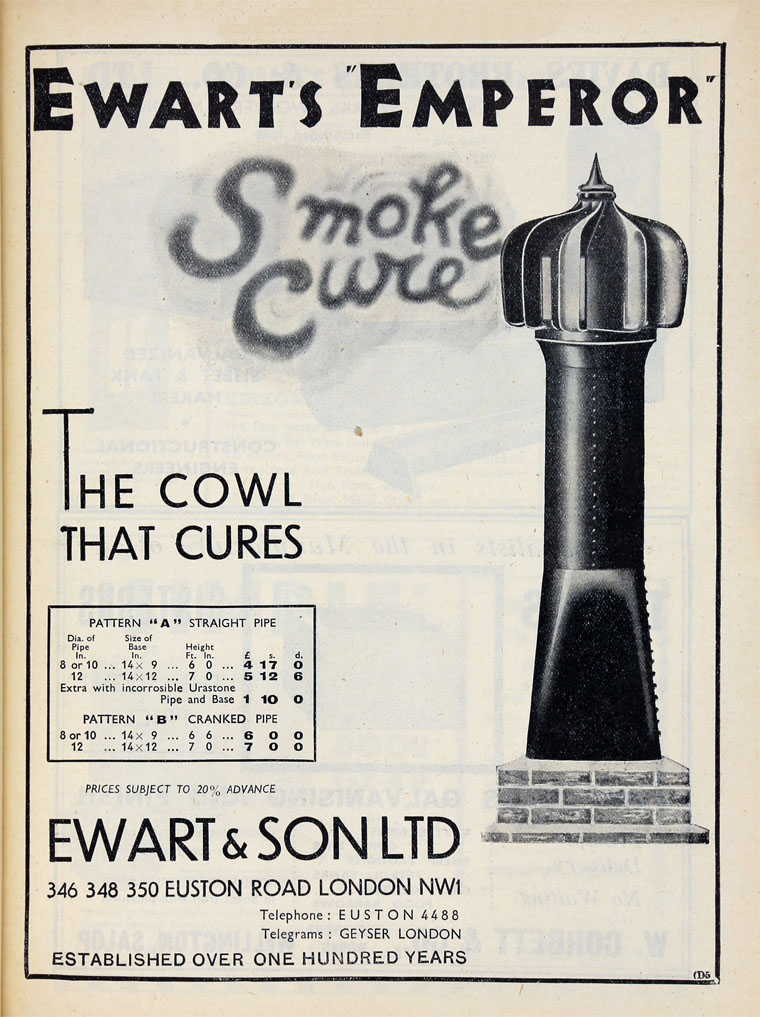 EWART'S "EMPEROR"
Smoke
Cure
THE COWL
THAT CURES
PATTERN "A" STRAIGHT PIPE
Dia. of Pipe In. Size of Base In. Height Ft. In. £ s. d.
8 or 10 ... 14 × 9 ... 6 0 ... 4 17 0
12 ... 14 × 12 ... 7 0 ... 5 12 6
Extra with incorrosible Urastone
Pipe and Base 1 10 0
PATTERN "B" CRANKED PIPE
8 or 10 ... 14 × 9 ... 6 6 ... 6 0 0
12 ... 14 × 12 ... 7 0 ... 7 0 0
PRICES SUBJECT TO 20% ADVANCE
EWART & SON LTD
346 348 350 EUSTON ROAD LONDON NW1
Telephone : EUSTON 4488
Telegrams : GEYSER LONDON
ESTABLISHED OVER ONE HUNDRED YEARS